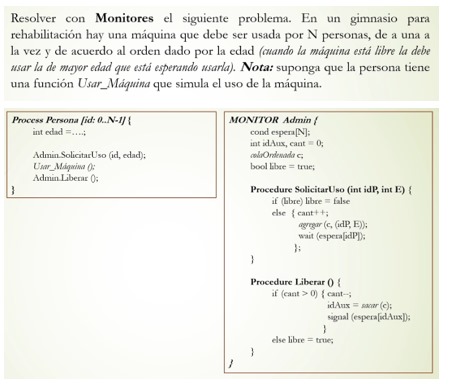 Resolver con Monitores el siguiente problema. En un gimnasio para
rehabilitación hay una máquina que debe ser usada por N personas, de a una a
la vez y de acuerdo al orden dado por la edad (cuando la máquina está libre la debe
usar la de mayor edad que está esperando usarla). Nota: suponga que la persona tiene
una función Usar_Máquina que simula el uso de la máquina.
Process Persona [id: 0..N-1] {
int edad =….;
Admin.SolicitarUso (id, edad);
Usar_Máquina ();
Admin.Liberar ();
}
MONITOR Admin {
cond espera[N];
int idAux, cant = 0;
colaOrdenada c;
bool libre = true;
Procedure SolicitarUso (int idP, int E) {
if (libre) libre = false
else { cant++;
agregar (c, (idP, E));
wait (espera[idP]);
};
}
Procedure Liberar () {
if (cant > 0) { cant--;
idAux = sacar (c);
signal (espera[idAux]);
}
else libre = true;
}
}